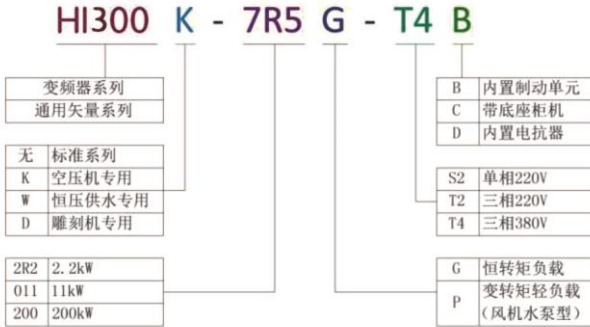 HI300 K - 7R5 G - T4 B
变频器系列
通用矢量系列
无 标准系列
K 空压机专用
W 恒压供水专用
D 雕刻机专用
2R2 2.2kW
011 11kW
200 200kW
B 内置制动单元
C 带底座柜机
D 内置电抗器
S2 单相220V
T2 三相220V
T4 三相380V
G 恒转矩负载
P 变转矩轻负载
(风机水泵型)